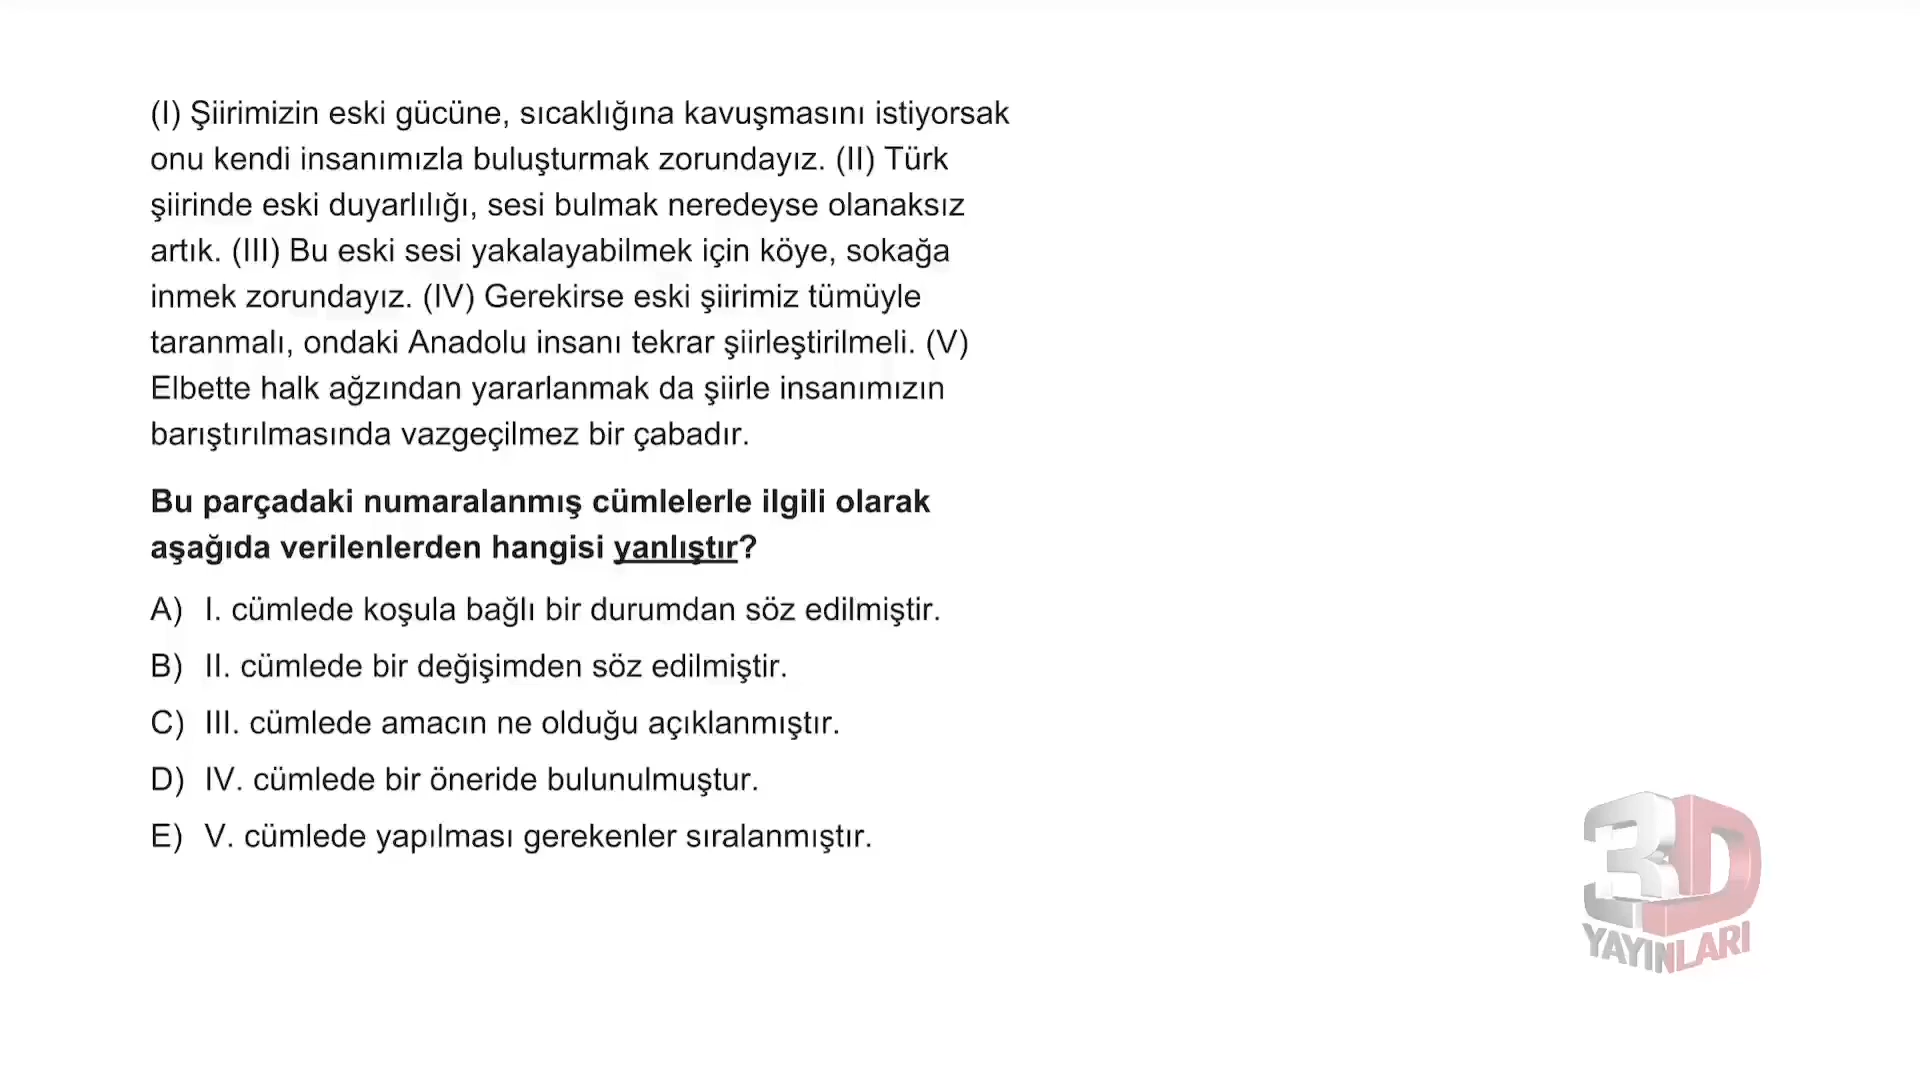 (I) Şiirimizin eski gücüne, sıcaklığına kavuşmasını istiyorsak
onu kendi insanımızla buluşturmak zorundayız. (II) Türk
şiirinde eski duyarlılığı, sesi bulmak neredeyse olanaksız
artık. (III) Bu eski sesi yakalayabilmek için köye, sokağa
inmek zorundayız. (IV) Gerekirse eski şiirimiz tümüyle
taranmalı, ondaki Anadolu insanı tekrar şiirleştirilmeli. (V)
Elbette halk ağzından yararlanmak da şiirle insanımızın
barıştırılmasında vazgeçilmez bir çabadır.
Bu parçadaki numaralanmış cümlelerle ilgili olarak
aşağıda verilenlerden hangisi yanlıştır?
A) I. cümlede koşula bağlı bir durumdan söz edilmiştir.
B) II. cümlede bir değişimden söz edilmiştir.
C) III. cümlede amacın ne olduğu açıklanmıştır.
D) IV. cümlede bir öneride bulunulmuştur.
E) V. cümlede yapılması gerekenler sıralanmıştır.
3D
YAYINLARI